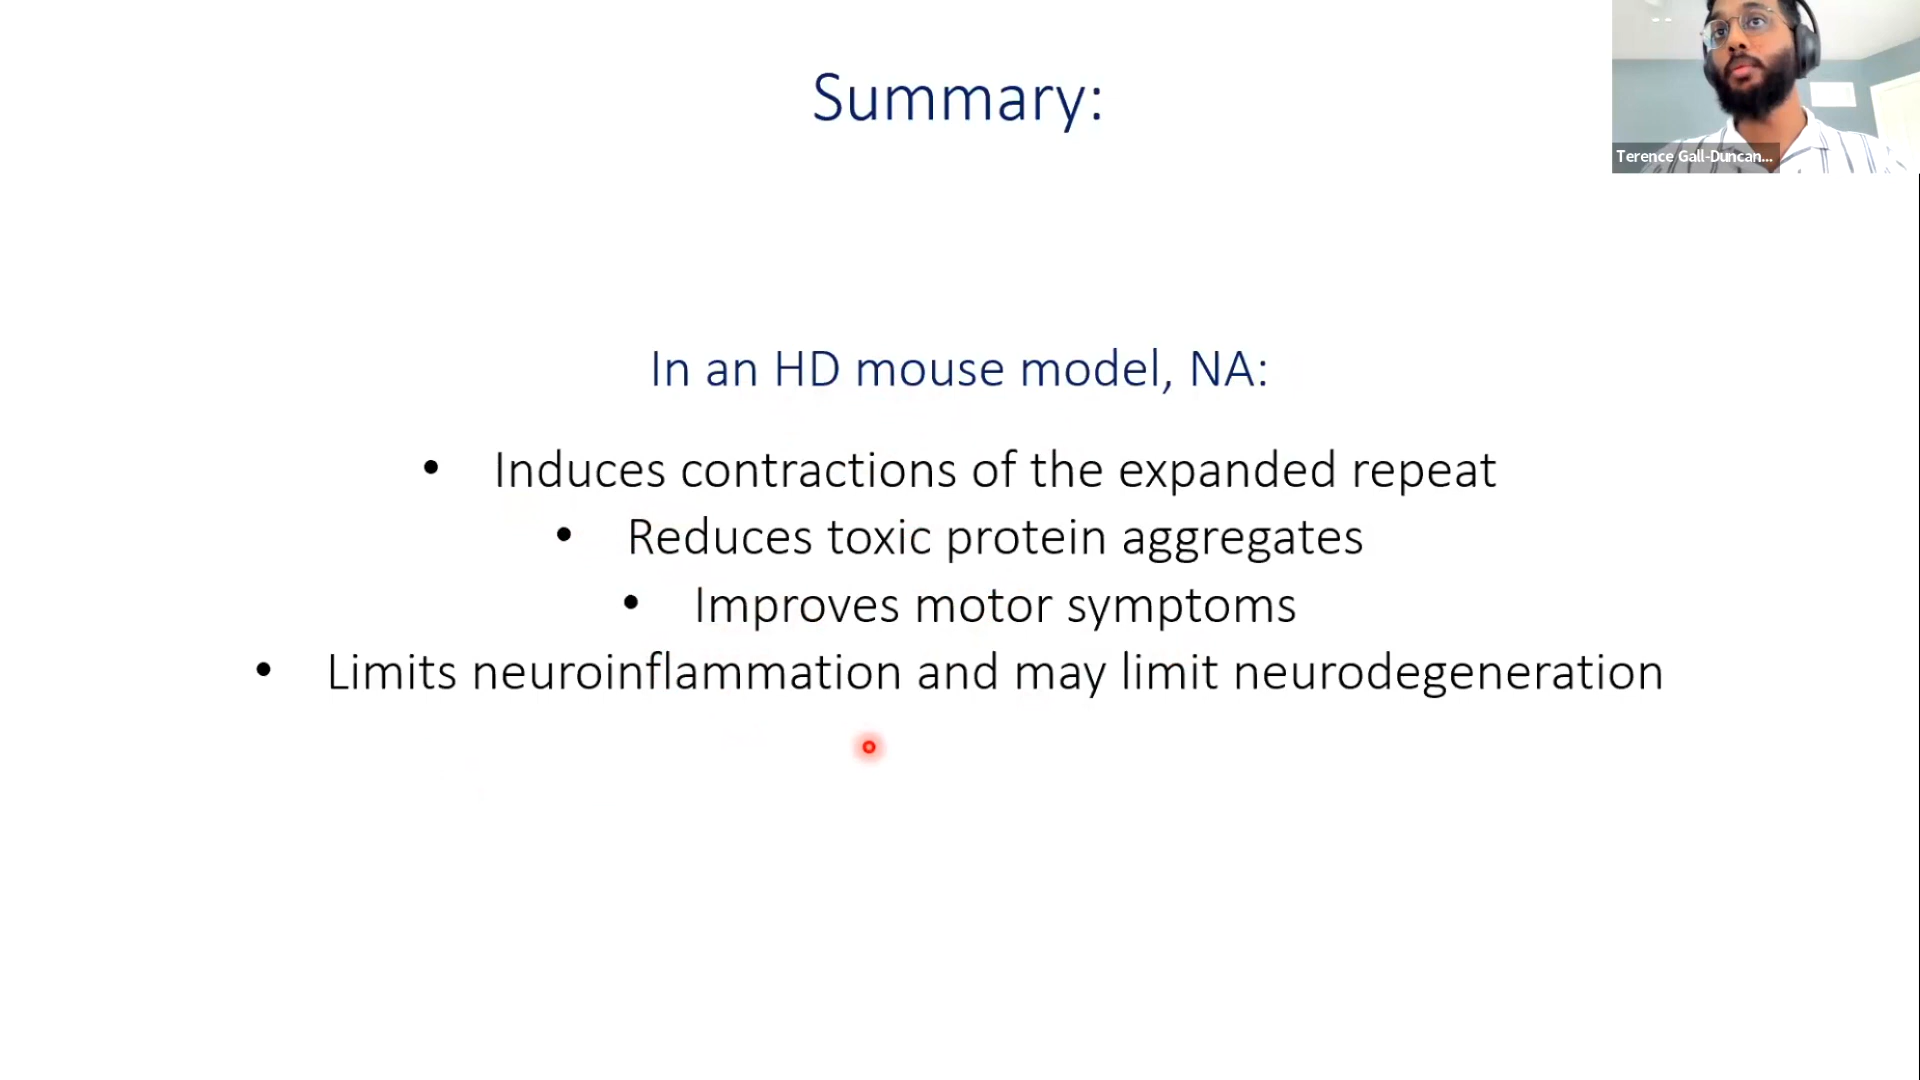 Summary:
Terence Gall-Duncan...
In an HD mouse model, NA:
• Induces contractions of the expanded repeat
• Reduces toxic protein aggregates
• Improves motor symptoms
• Limits neuroinflammation and may limit neurodegeneration